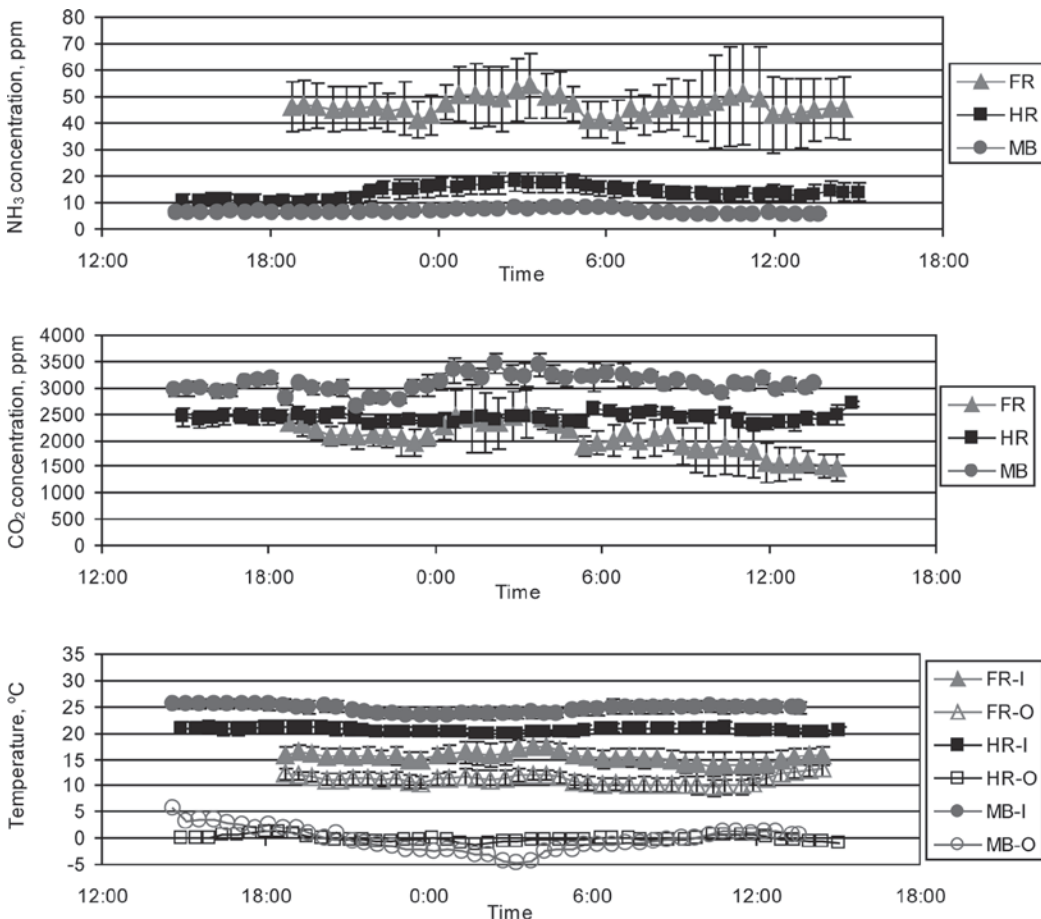 NH3 concentration, ppm
80
70
60
50
40
30
20
10
0
12:00
18:00
0:00
6:00
12:00
18:00
Time
FR
HR
MB
CO2 concentration, ppm
4000
3500
3000
2500
2000
1500
1000
500
0
12:00
18:00
0:00
6:00
12:00
18:00
Time
FR
HR
MB
Temperature, °C
35
30
25
20
15
10
5
0
-5
12:00
18:00
0:00
6:00
12:00
18:00
Time
FR-I
FR-O
HR-I
HR-O
MB-I
MB-O